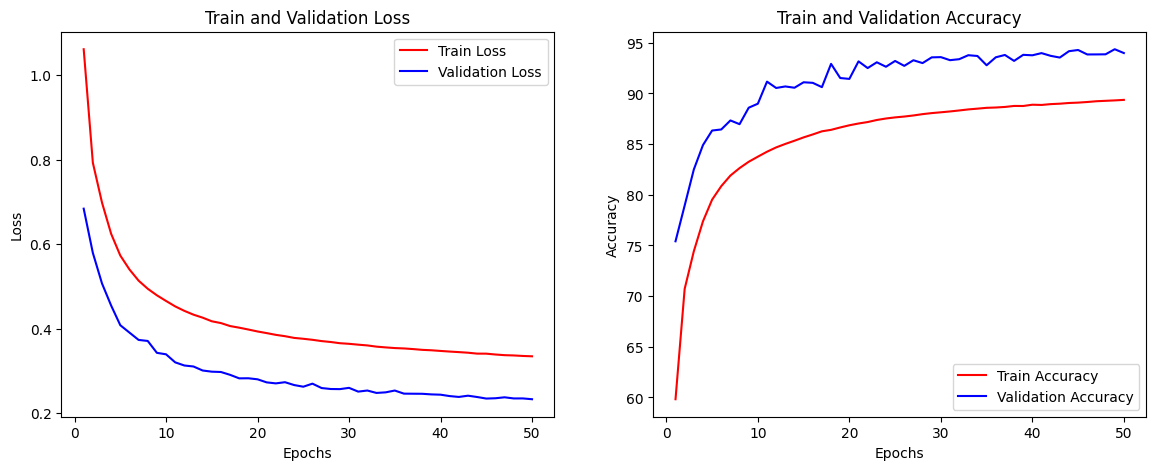 Train and Validation Loss
Train Loss
Validation Loss
1.0
0.8
0.6
0.4
0.2
Loss
0 10 20 30 40 50
Epochs
Train and Validation Accuracy
95
90
85
80
75
70
65
60
Accuracy
Train Accuracy
Validation Accuracy
0 10 20 30 40 50
Epochs